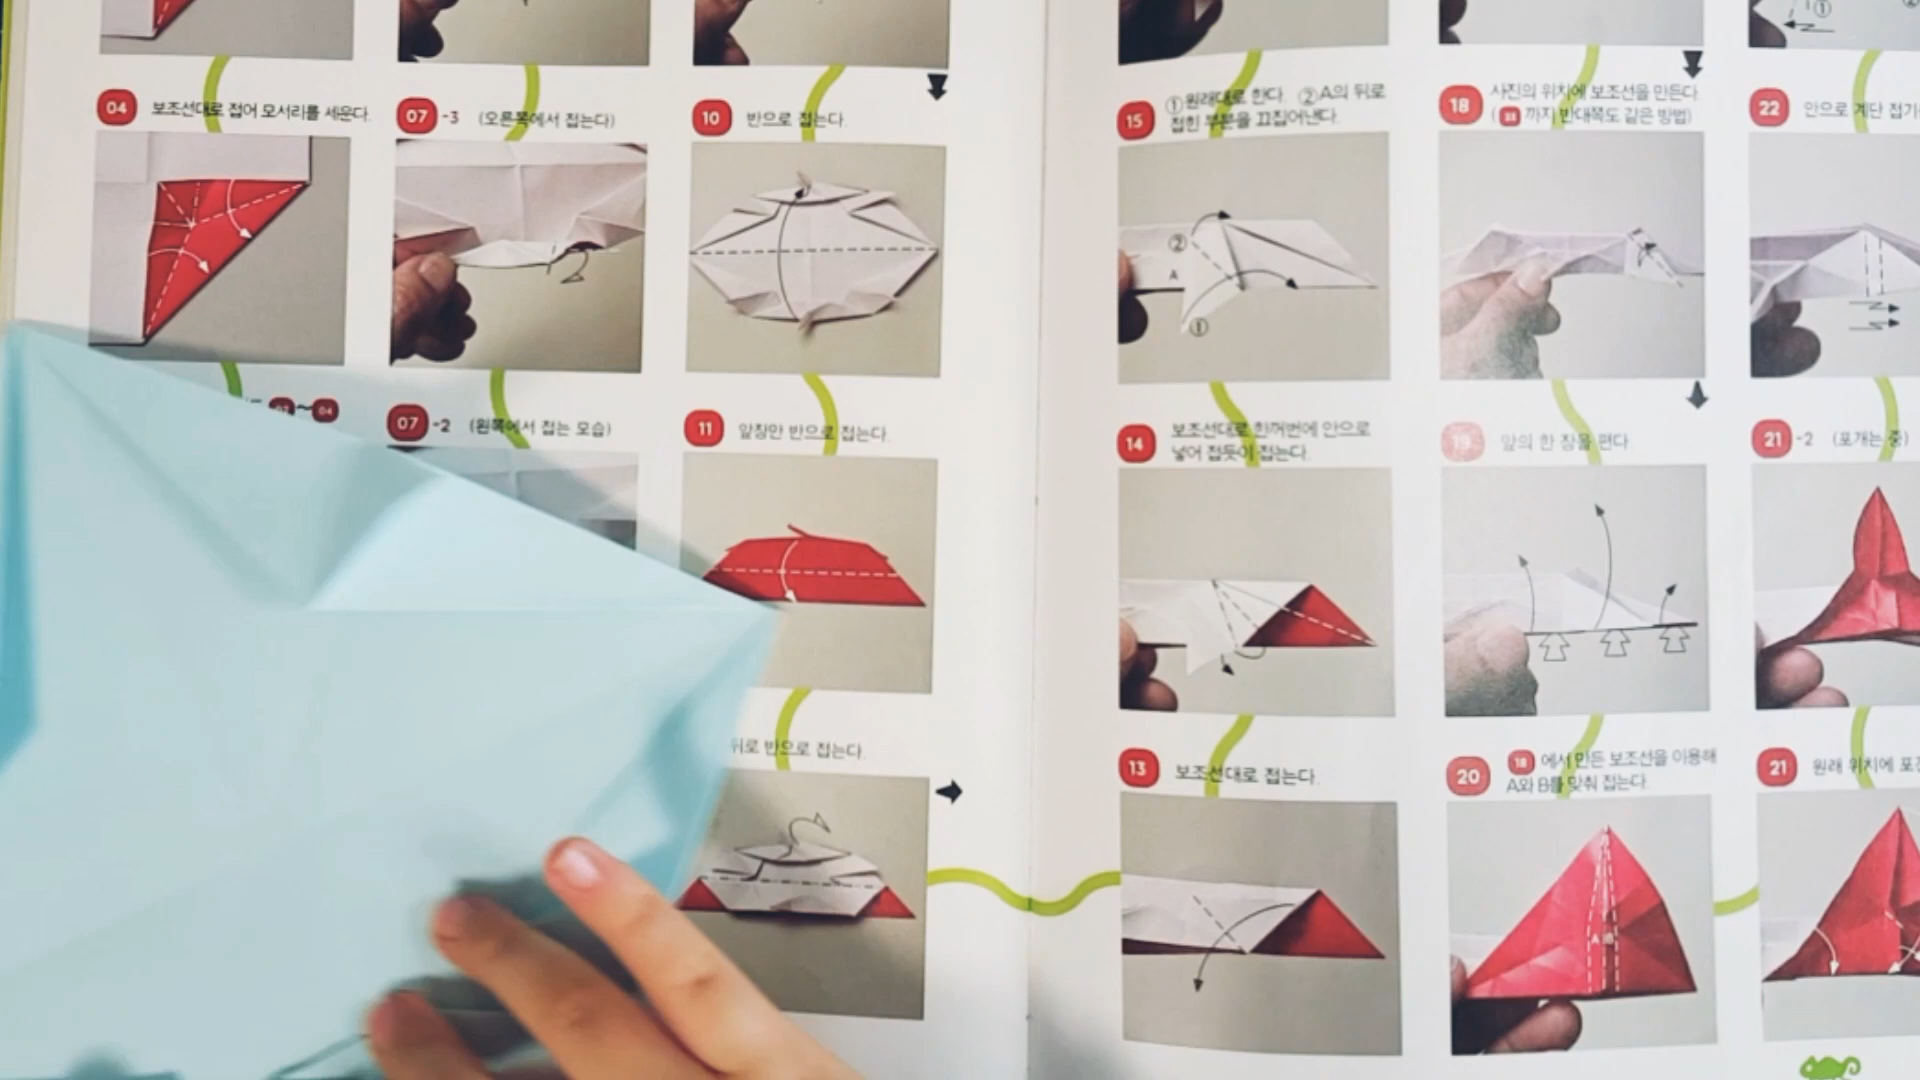 ①
04 보조선대로 접어 모서리를 세운다.
07 -3 (오른쪽에서 접는다)
10 반으로 접는다.
03 ~ 04
07 -2 (왼쪽에서 접는 모습)
11 앞장만 반으로 접는다.
뒤로 반으로 접는다.
15 ①원래대로 한다. ②A의 뒤로
접힌 부분을 끄집어낸다.
②
A
①
14 보조선대로 한꺼번에 안으로
넣어 접듯이 접는다.
13 보조선대로 접는다.
18 사진의 위치에 보조선을 만든다.
까지 반대쪽도 같은 방법)
19 앞의 한 장을 편다.
20 18 에서 만든 보조선을 이용해
A와 B를 맞춰 접는다.
A B
22 안으로 계단 접기
21 -2 (포개는 중)
21 원래 위치에